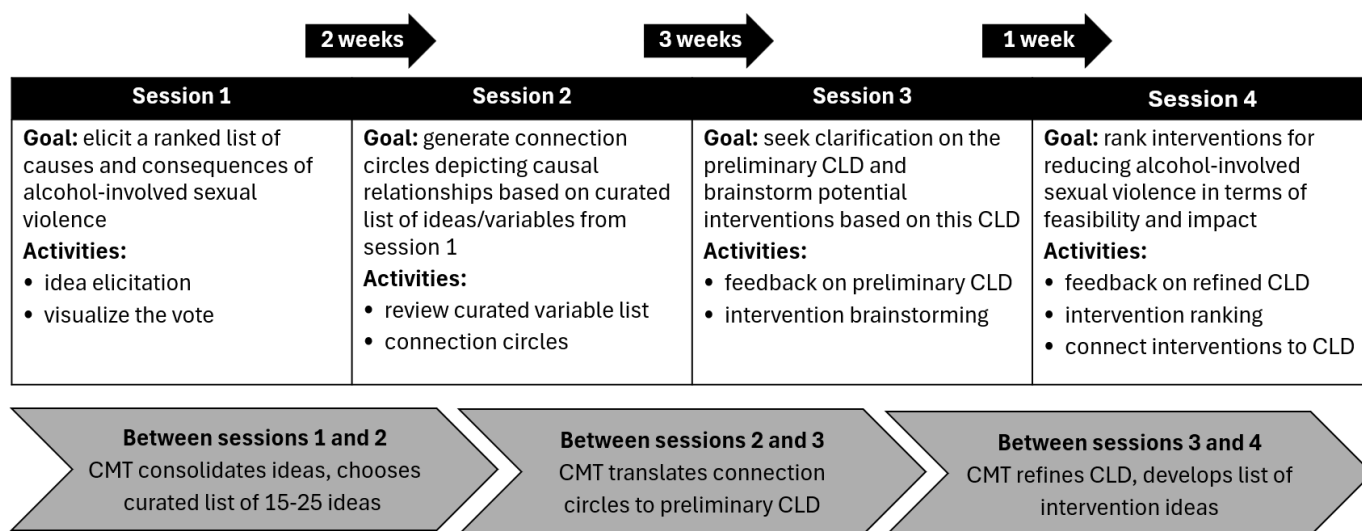 2 weeks
3 weeks
1 week
Session 1
Session 2
Session 3
Session 4
Goal: elicit a ranked list of
causes and consequences of
alcohol-involved sexual
violence
Activities:
• idea elicitation
• visualize the vote
Goal: generate connection
circles depicting causal
relationships based on curated
list of ideas/variables from
session 1
Activities:
• review curated variable list
• connection circles
Goal: seek clarification on the
preliminary CLD and
brainstorm potential
interventions based on this CLD
Activities:
• feedback on preliminary CLD
• intervention brainstorming
Goal: rank interventions for
reducing alcohol-involved
sexual violence in terms of
feasibility and impact
Activities:
• feedback on refined CLD
• intervention ranking
• connect interventions to CLD
Between sessions 1 and 2
CMT consolidates ideas, chooses
curated list of 15-25 ideas
Between sessions 2 and 3
CMT translates connection
circles to preliminary CLD
Between sessions 3 and 4
CMT refines CLD, develops list of
intervention ideas